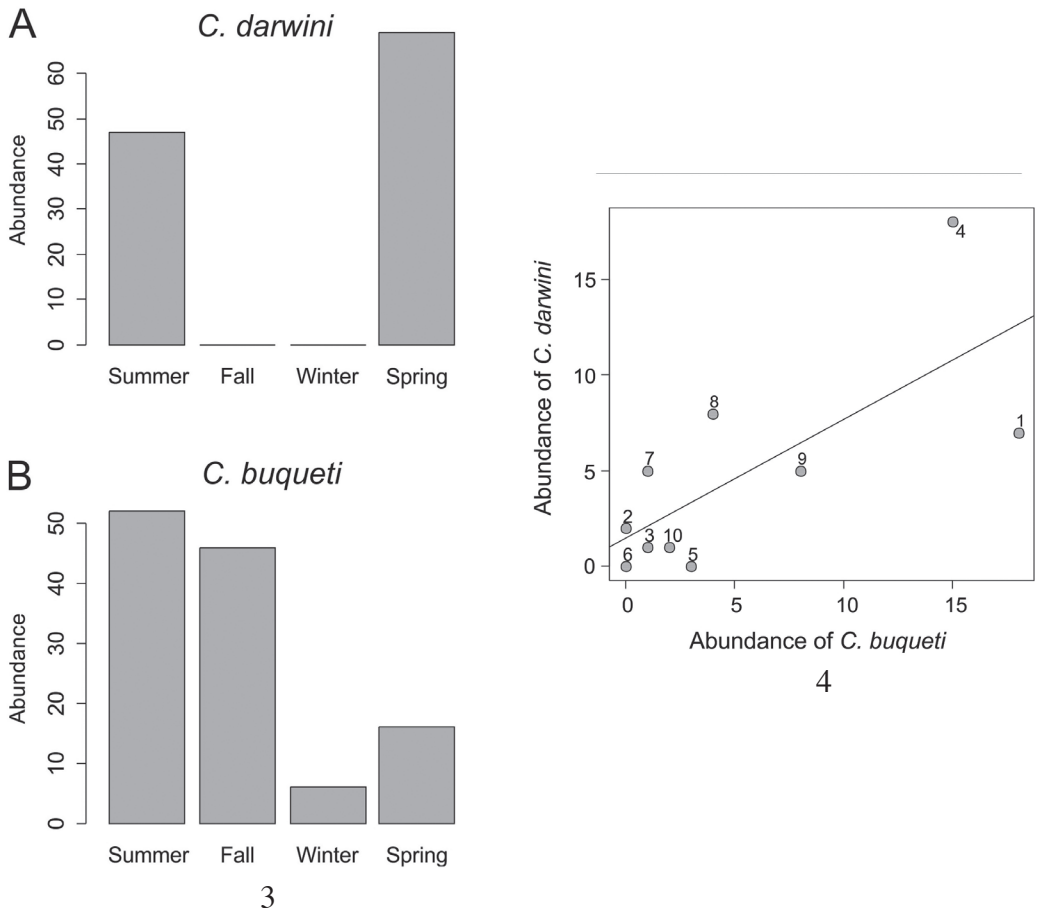 A
C. darwini
Abundance
60
50
40
30
20
10
0
Summer Fall Winter Spring
B
C. buqueti
Abundance
50
40
30
20
10
0
Summer Fall Winter Spring
3
Abundance of C. darwini
15
10
5
0
4
1
8
7
9
2
3 10
6 5
0 5 10 15
Abundance of C. buqueti
4